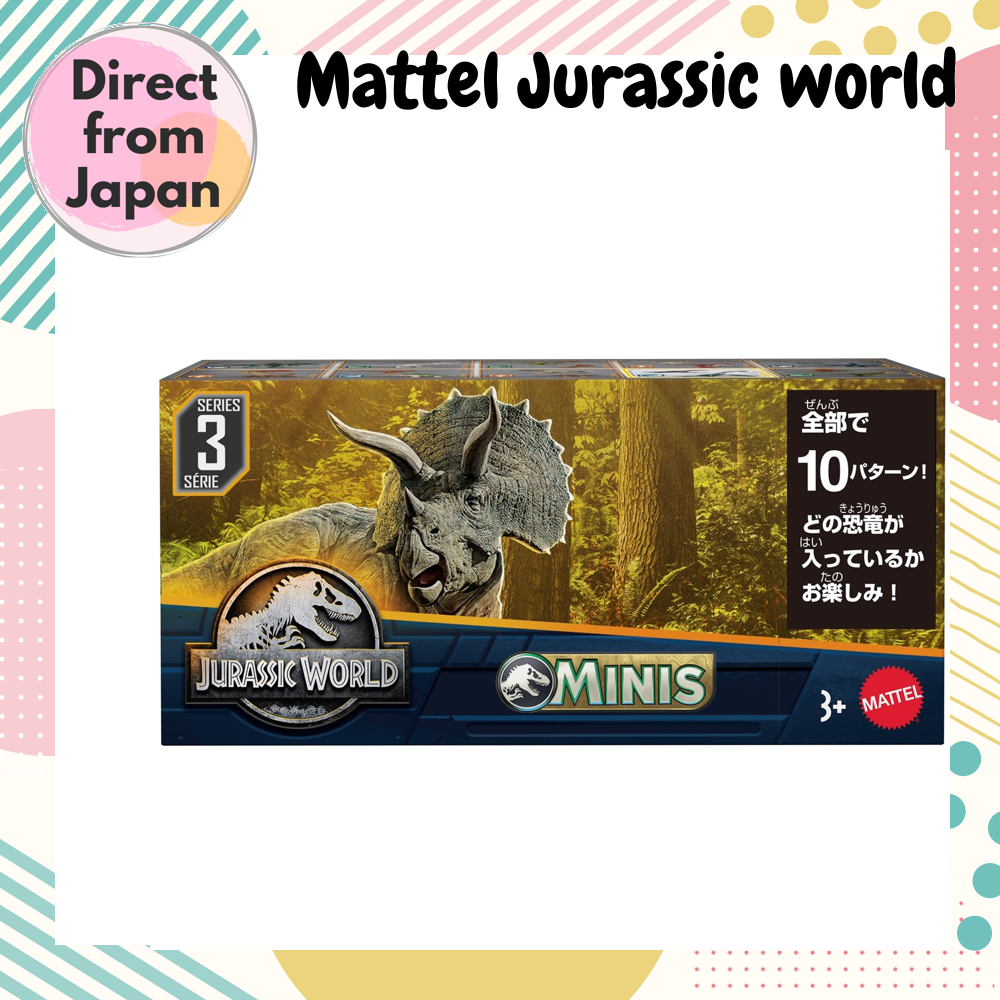 Direct
from
Japan
Mattel Jurassic world
SERIES
3
SÉRIE
ぜんぶ
全部で
10パターン!
きょうりゅう
どの恐竜が
はい
入っているか
たの
お楽しみ!
JURASSIC WORLD
MINIS
3+
MATTEL